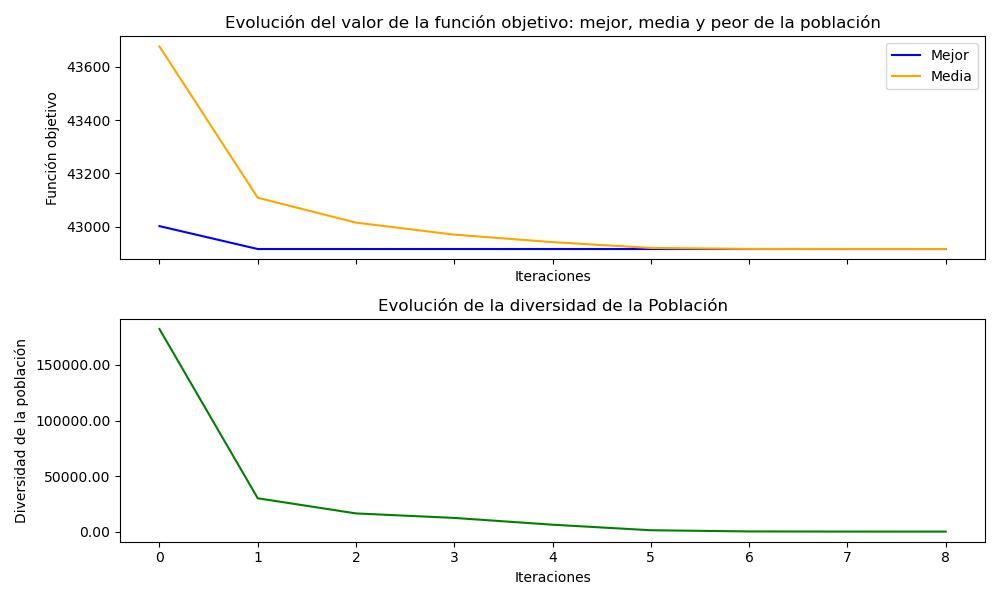 Evolución del valor de la función objetivo: mejor, media y peor de la población
Función objetivo
43600
43400
43200
43000
Mejor
Media
Iteraciones
Evolución de la diversidad de la Población
Diversidad de la población
150000.00
100000.00
50000.00
0.00
0 1 2 3 4 5 6 7 8
Iteraciones